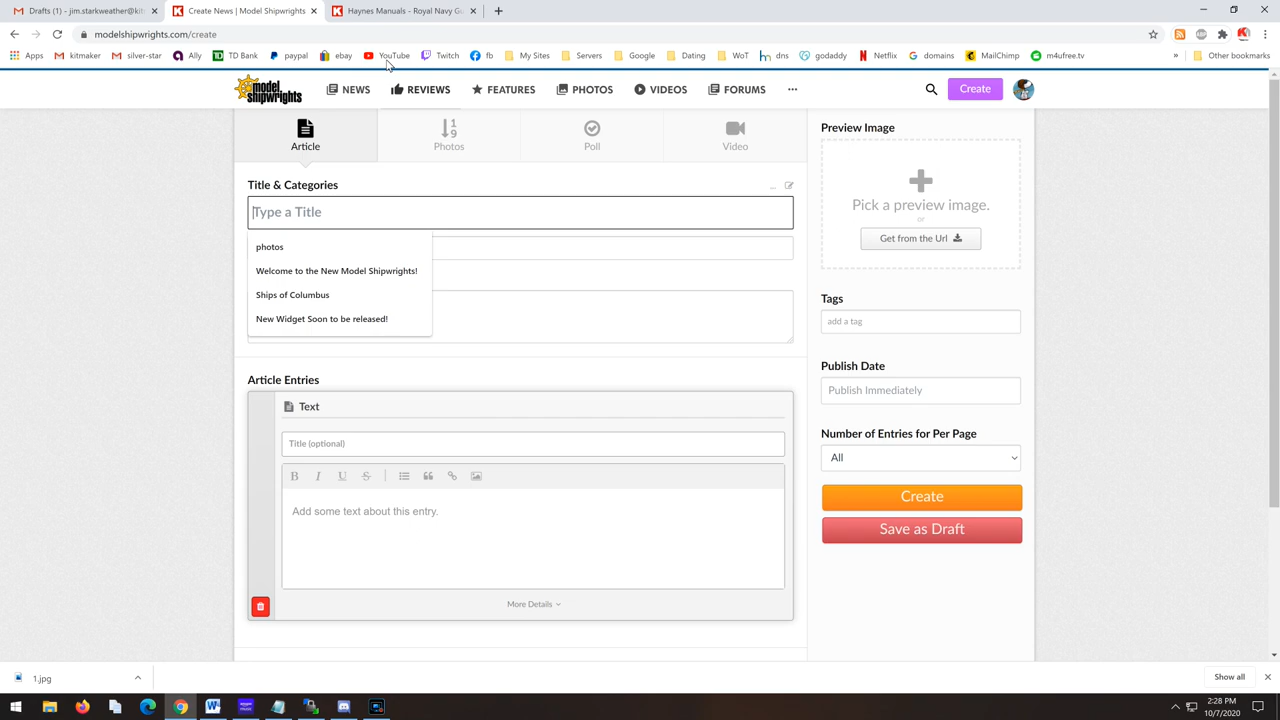 Drafts (1) - jim.starkweather@kit
Create News | Model.Shipwrights
Haynes Manuals - Royal Navy Gu
modelshipwrights.com/create
Apps
kitmaker
silver-star
Ally
TD Bank
paypal
ebay
YouTube
Twitch
fb
My Sites
Servers
Google
Dating
WoT
dns
godaddy
Netflix
domains
MailChimp
m4ufree.tv
»
Other bookmarks
model
shipwrights
NEWS
REVIEWS
FEATURES
PHOTOS
VIDEOS
FORUMS
Create
Article
Photos
Poll
Video
Title & Categories
...
Type a Title
photos
Welcome to the New Model Shipwrights!
Ships of Columbus
New Widget Soon to be released!
Article Entries
Text
Title (optional)
B I U S
Add some text about this entry.
More Details
Preview Image
Pick a preview image.
or
Get from the Url
Tags
add a tag
Publish Date
Publish Immediately
Number of Entries for Per Page
All
Create
Save as Draft
1.jpg
Show all
2:28 PM
10/7/2020